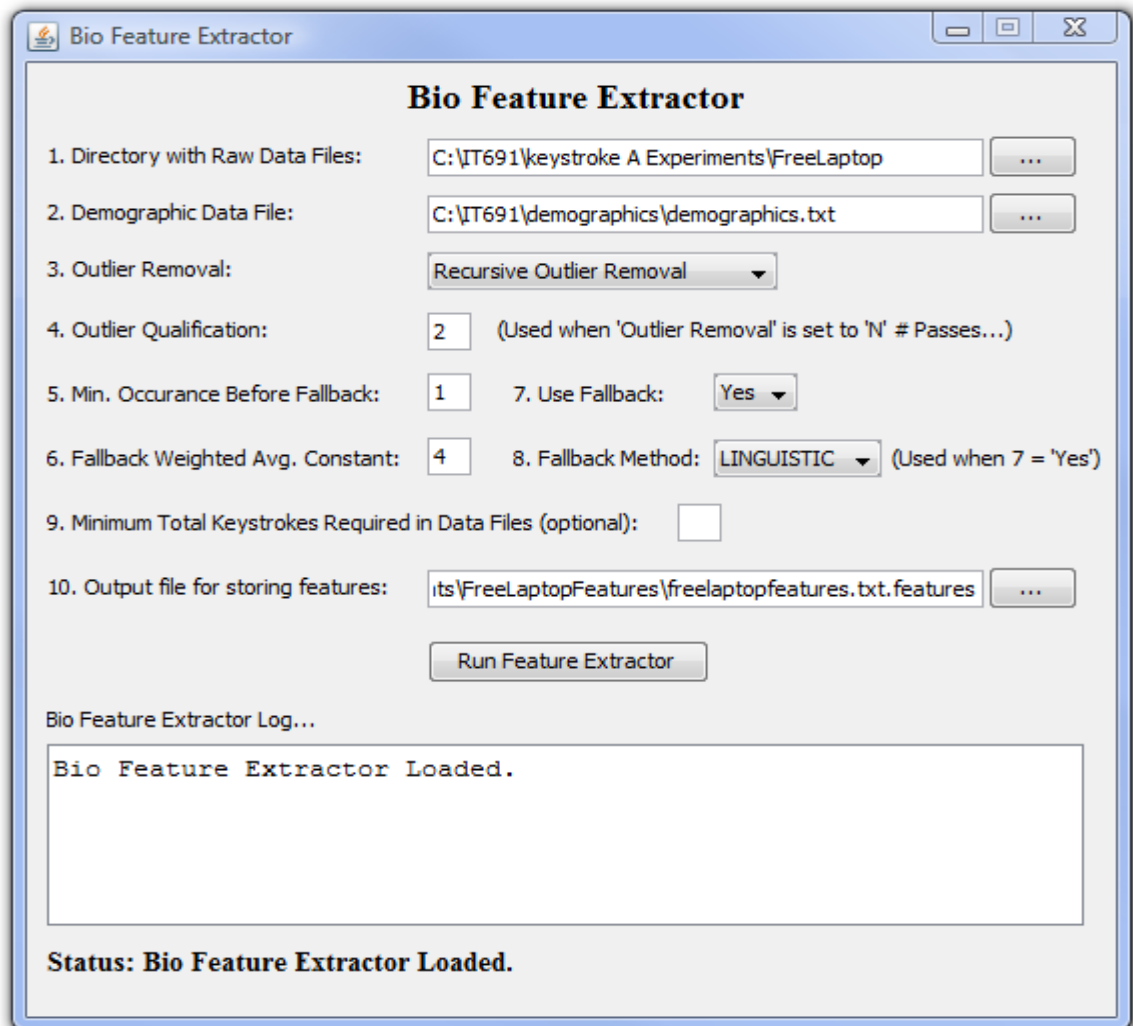 Bio Feature Extractor
Bio Feature Extractor
1. Directory with Raw Data Files: C:\IT691\keystroke A Experiments\FreeLaptop ...
2. Demographic Data File: C:\IT691\demographics\demographics.txt ...
3. Outlier Removal: Recursive Outlier Removal
4. Outlier Qualification: 2 (Used when 'Outlier Removal' is set to 'N' # Passes...)
5. Min. Occurance Before Fallback: 1 7. Use Fallback: Yes
6. Fallback Weighted Avg. Constant: 4 8. Fallback Method: LINGUISTIC (Used when 7 = 'Yes')
9. Minimum Total Keystrokes Required in Data Files (optional):
10. Output file for storing features: ts\FreeLaptopFeatures\freelaptopfeatures.txt.features ...
Run Feature Extractor
Bio Feature Extractor Log...
Bio Feature Extractor Loaded.
Status: Bio Feature Extractor Loaded.